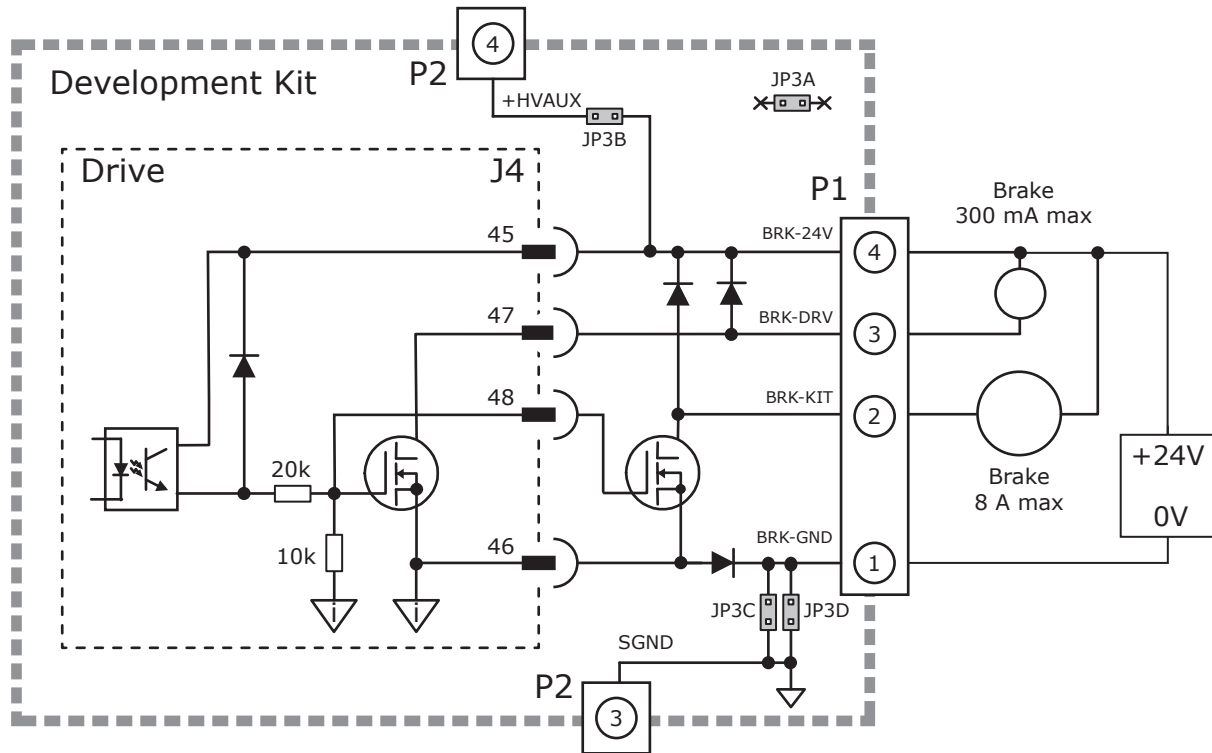 4
P2
Development Kit
+HVAUX
JP3A
JP3B
Drive
J4
P1
Brake
300 mA max
45
BRK-24V
4
47
BRK-DRV
3
48
BRK-KIT
2
20k
Brake
8 A max
+24V
0V
10k
46
BRK-GND
1
JP3C
JP3D
SGND
P2
3